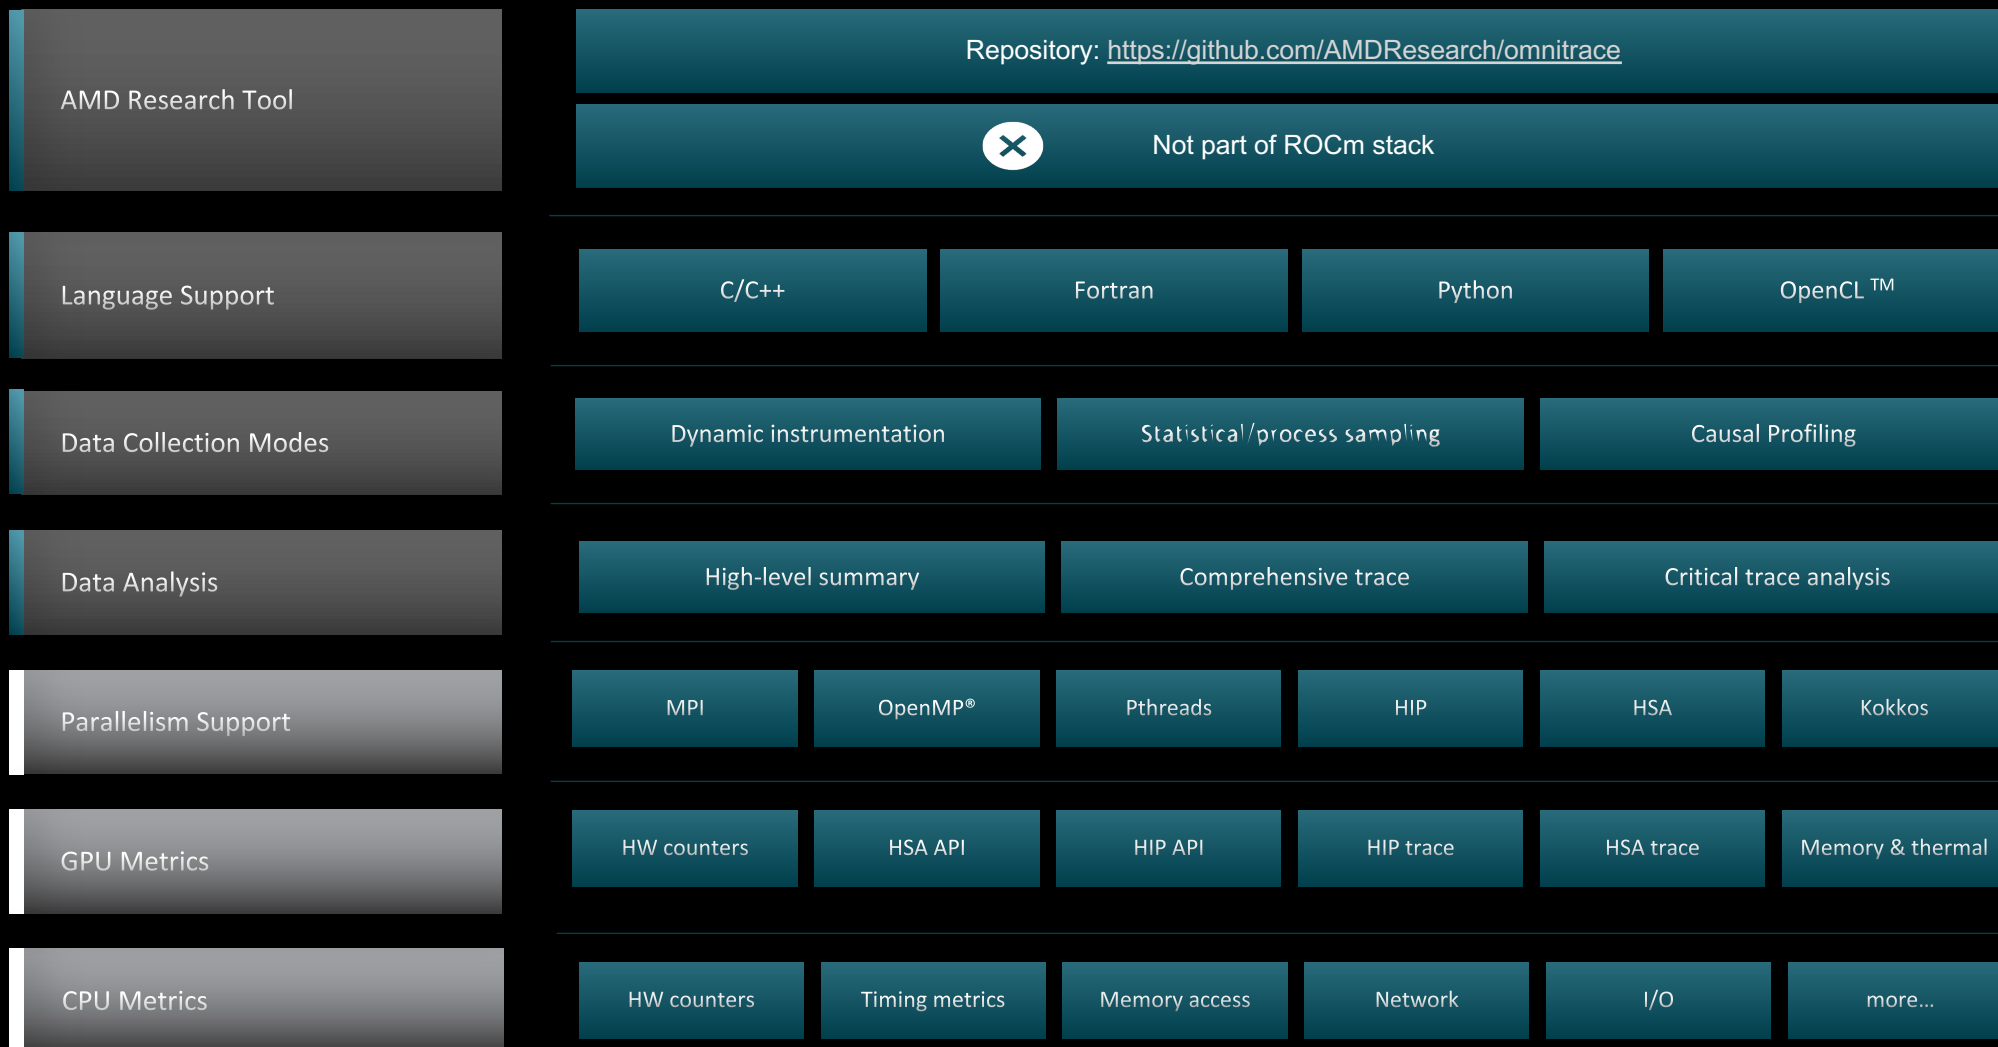 AMD Research Tool
Repository: https://github.com/AMDResearch/omnitrace
Not part of ROCm stack
Language Support
C/C++
Fortran
Python
OpenCL TM
Data Collection Modes
Dynamic instrumentation
Statistical/process sampling
Causal Profiling
Data Analysis
High-level summary
Comprehensive trace
Critical trace analysis
Parallelism Support
MPI
OpenMP®
Pthreads
HIP
HSA
Kokkos
GPU Metrics
HW counters
HSA API
HIP API
HIP trace
HSA trace
Memory & thermal
CPU Metrics
HW counters
Timing metrics
Memory access
Network
I/O
more...